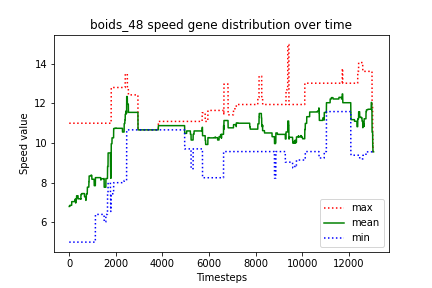 boids_48 speed gene distribution over time
Speed value
14
12
10
8
6
0
2000
4000
6000
8000
10000
12000
Timesteps
max
mean
min